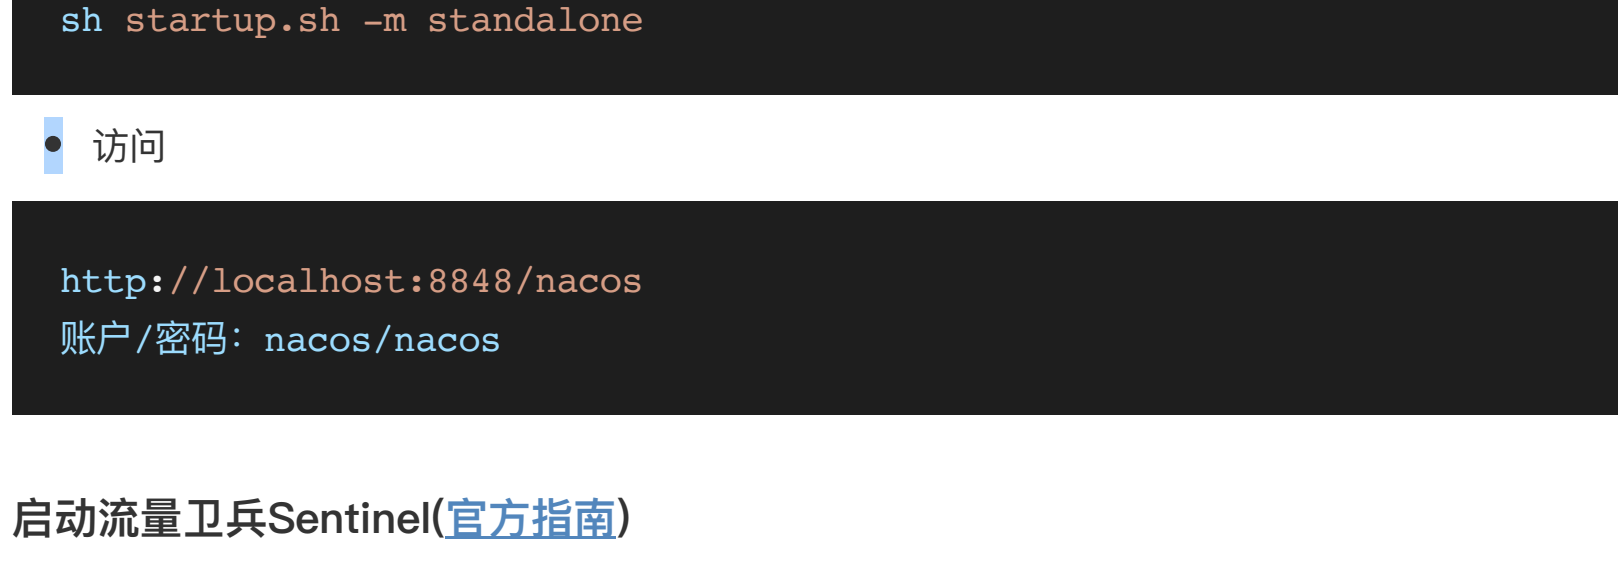 sh startup.sh -m standalone
• 访问
http://localhost:8848/nacos
账户/密码：nacos/nacos
启动流量卫兵Sentinel(官方指南)